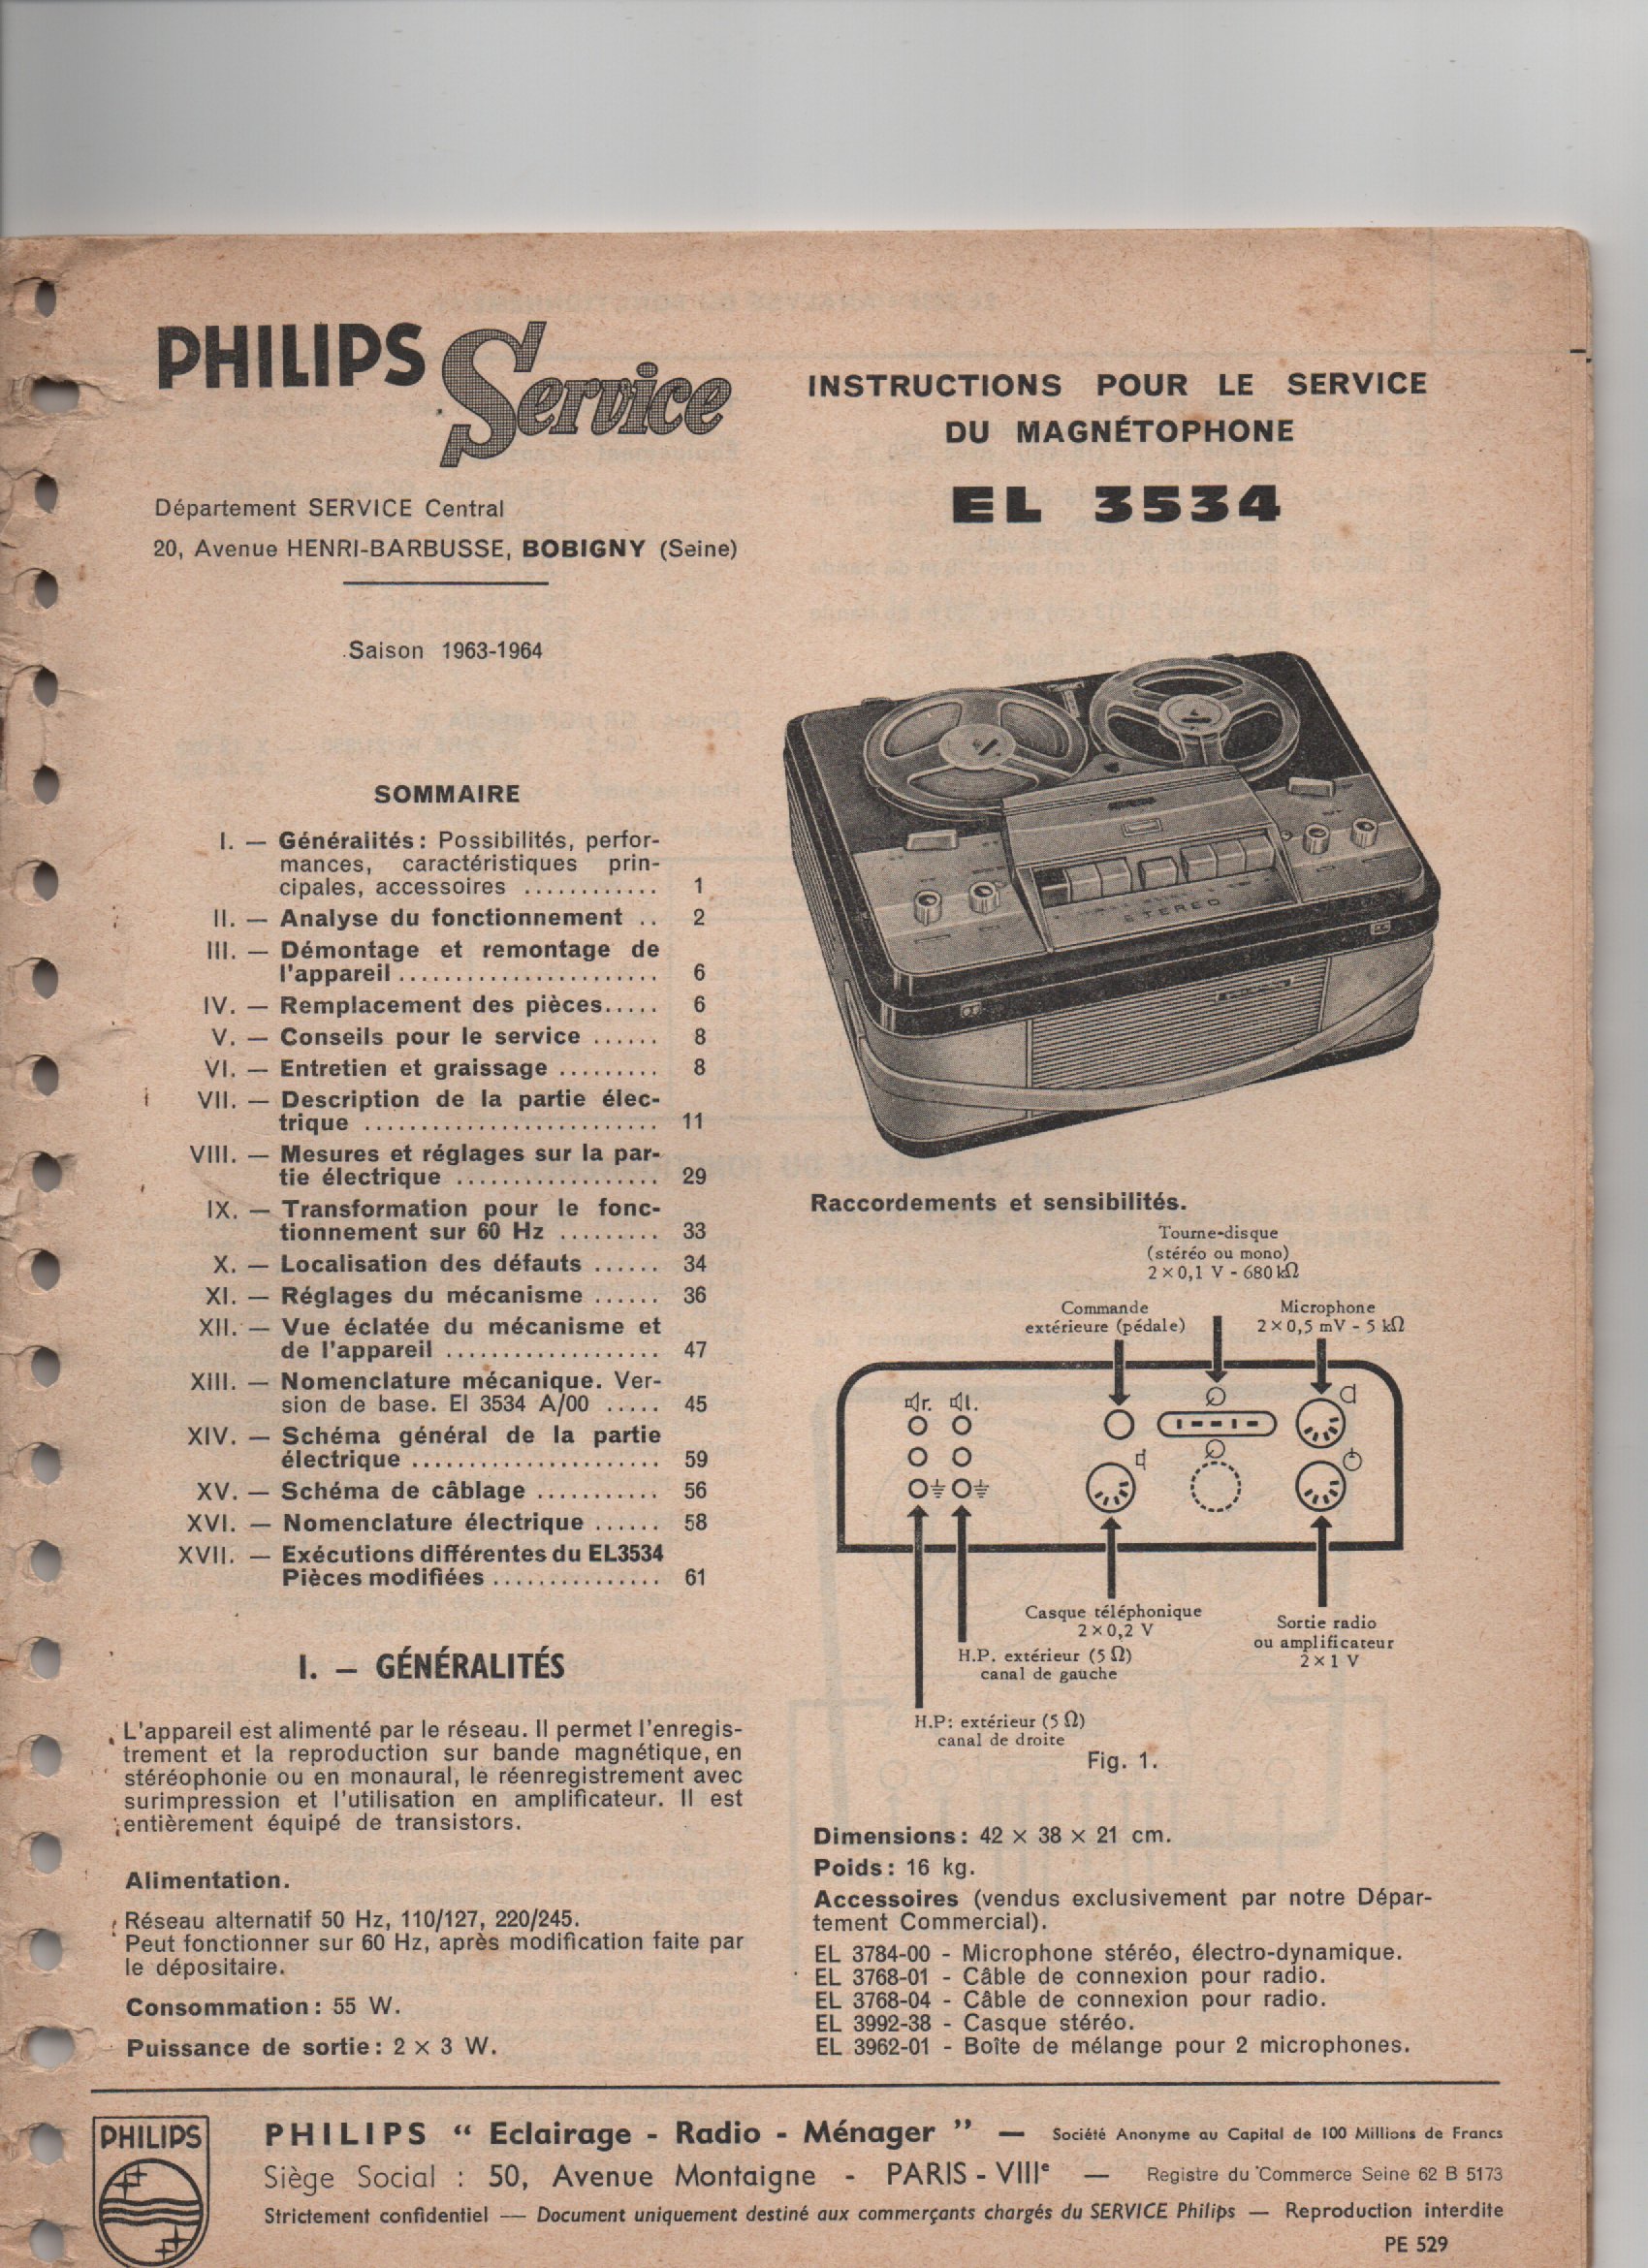 PHILIPS Service
Département SERVICE Central
20, Avenue HENRI-BARBUSSE, BOBIGNY (Seine)
Saison 1963-1964
INSTRUCTIONS POUR LE SERVICE
DU MAGNÉTOPHONE
EL 3534
SOMMAIRE
I. — Généralités : Possibilités, perfor-
mances, caractéristiques prin-
cipales, accessoires ............ 1
II. — Analyse du fonctionnement .. 2
III. — Démontage et remontage de
l'appareil ....................... 6
IV. — Remplacement des pièces..... 6
V. — Conseils pour le service ...... 8
VI. — Entretien et graissage ......... 8
VII. — Description de la partie élec-
trique .......................... 11
VIII. — Mesures et réglages sur la par-
tie électrique .................. 29
IX. — Transformation pour le fonc-
tionnement sur 60 Hz ......... 33
X. — Localisation des défauts ...... 34
XI. — Réglages du mécanisme ...... 36
XII. — Vue éclatée du mécanisme et
de l'appareil ................... 47
XIII. — Nomenclature mécanique. Ver-
sion de base. El 3534 A/00 ..... 45
XIV. — Schéma général de la partie
électrique ...................... 59
XV. — Schéma de câblage ........... 56
XVI. — Nomenclature électrique ...... 58
XVII. — Exécutions différentes du EL3534
Pièces modifiées ............... 61
I. – GÉNÉRALITÉS
L'appareil est alimenté par le réseau. Il permet l'enregis-
trement et la reproduction sur bande magnétique, en
stéréophonie ou en monaural, le réenregistrement avec
surimpression et l'utilisation en amplificateur. Il est
entièrement équipé de transistors.
Alimentation.
Réseau alternatif 50 Hz, 110/127, 220/245.
Peut fonctionner sur 60 Hz, après modification faite par
le dépositaire.
Consommation : 55 W.
Puissance de sortie : 2 × 3 W.
STEREO
Raccordements et sensibilités.
Tourne-disque
(stéréo ou mono)
2 × 0,1 V - 680 kΩ
Commande
extérieure (pédale)
Microphone
2 × 0,5 mV - 5 kΩ
r. l.
Casque téléphonique
2 × 0,2 V
Sortie radio
ou amplificateur
2 × 1 V
H.P. extérieur (5 Ω)
canal de gauche
H.P: extérieur (5 Ω)
canal de droite
Fig. 1.
Dimensions : 42 × 38 × 21 cm.
Poids : 16 kg.
Accessoires (vendus exclusivement par notre Dépar-
tement Commercial).
EL 3784-00 - Microphone stéréo, électro-dynamique.
EL 3768-01 - Câble de connexion pour radio.
EL 3768-04 - Câble de connexion pour radio.
EL 3992-38 - Casque stéréo.
EL 3962-01 - Boîte de mélange pour 2 microphones.
PHILIPS
PHILIPS “ Eclairage - Radio - Ménager ” — Société Anonyme au Capital de 100 Millions de Francs
Siège Social : 50, Avenue Montaigne - PARIS - VIIIe — Registre du Commerce Seine 62 B 5173
Strictement confidentiel — Document uniquement destiné aux commerçants chargés du SERVICE Philips — Reproduction interdite
PE 529